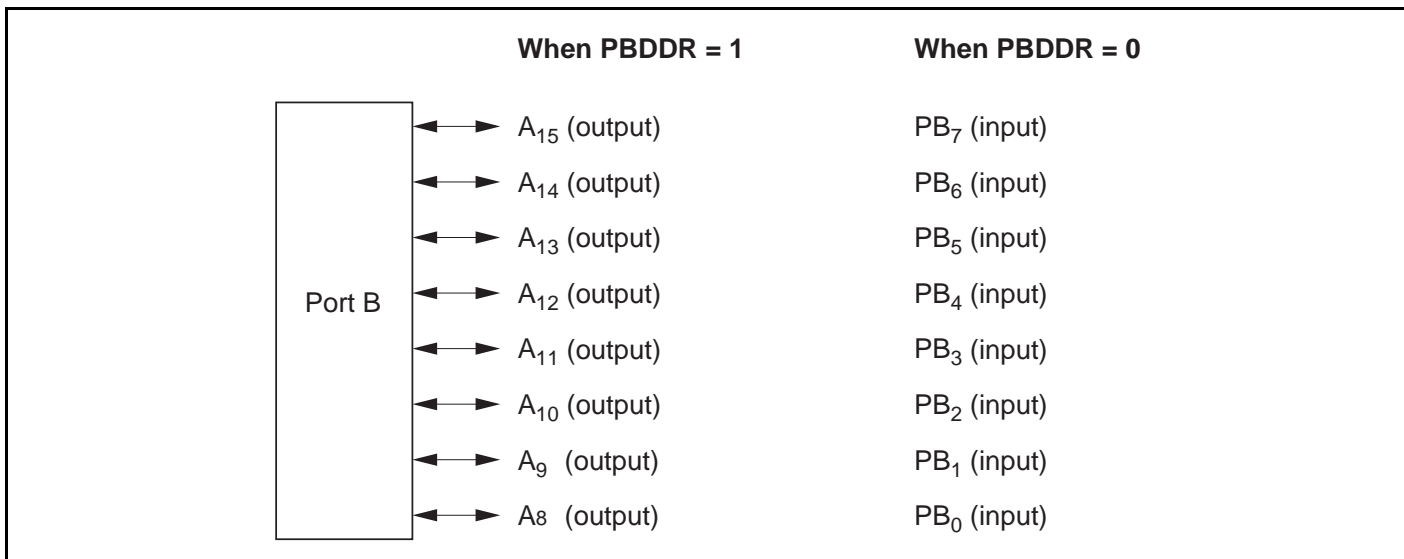 When PBDDR = 1 When PBDDR = 0
A15 (output) PB7 (input)
A14 (output) PB6 (input)
A13 (output) PB5 (input)
Port B A12 (output) PB4 (input)
A11 (output) PB3 (input)
A10 (output) PB2 (input)
A9 (output) PB1 (input)
A8 (output) PB0 (input)